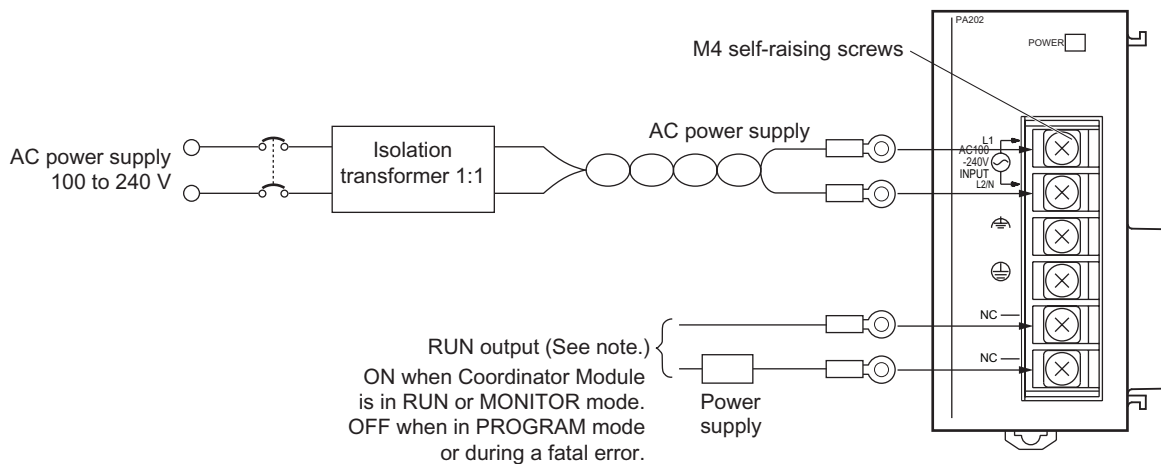 PA202
POWER
M4 self-raising screws
AC power supply
100 to 240 V
Isolation
transformer 1:1
AC power supply
L1
AC100
-240V
INPUT
L2/N
NC
NC
RUN output (See note.)
ON when Coordinator Module
is in RUN or MONITOR mode.
OFF when in PROGRAM mode
or during a fatal error.
Power
supply